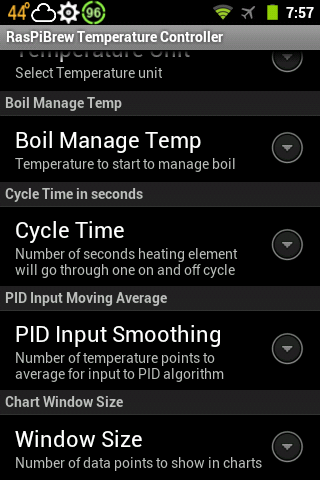 44° 96 7:57
RasPiBrew Temperature Controller
Temperature Unit
Select Temperature unit
Boil Manage Temp
Boil Manage Temp
Temperature to start to manage boil
Cycle Time in seconds
Cycle Time
Number of seconds heating element
will go through one on and off cycle
PID Input Moving Average
PID Input Smoothing
Number of temperature points to
average for input to PID algorithm
Chart Window Size
Window Size
Number of data points to show in charts